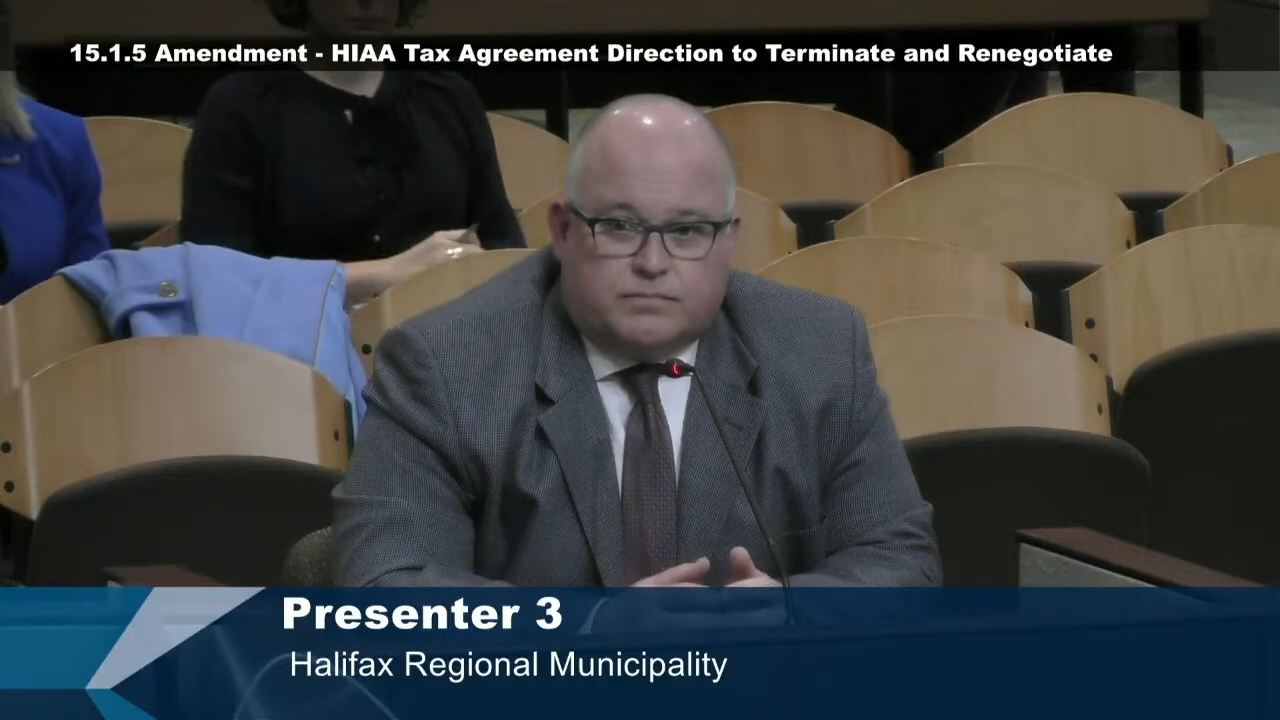 15.1.5 Amendment - HIAA Tax Agreement Direction to Terminate and Renegotiate
Presenter 3
Halifax Regional Municipality